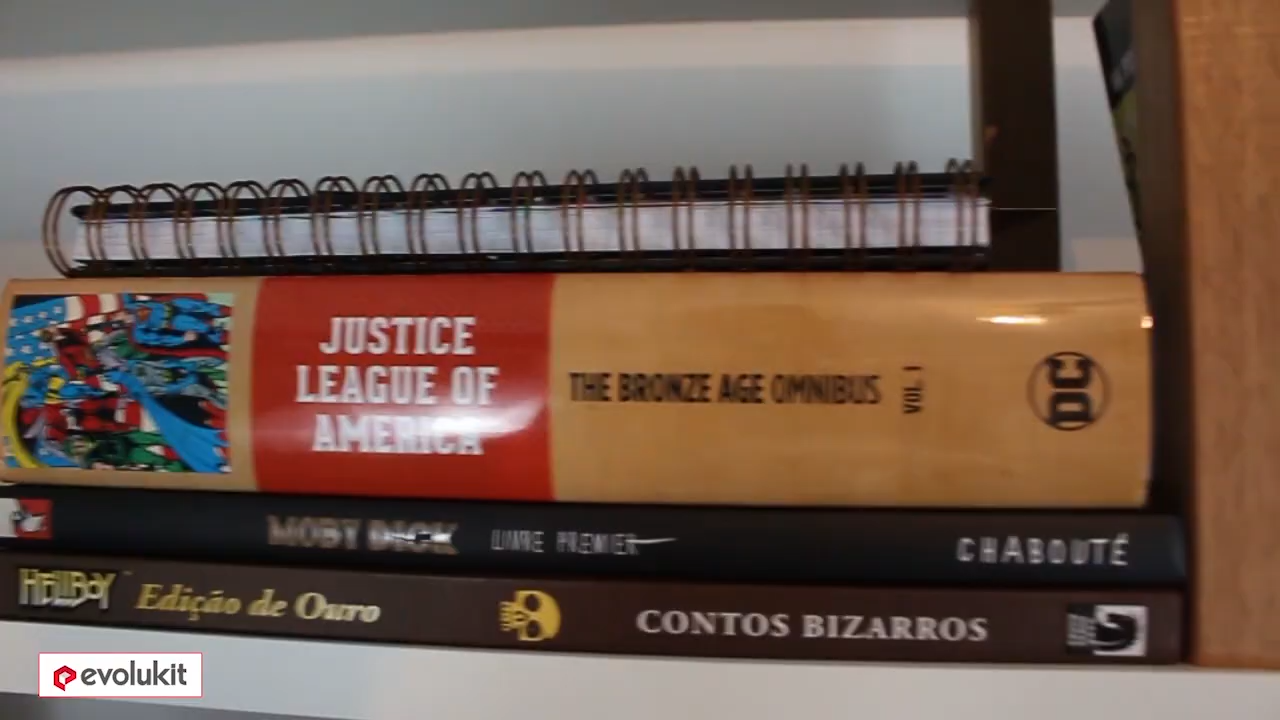 JUSTICE
LEAGUE OF
AMERICA
THE BRONZE AGE OMNIBUS
VOL. 1
DC
MOBY DICK LIVRE PREMIER CHABOUTÉ
HELLBOY Edição de Ouro CONTOS BIZARROS
evolukit